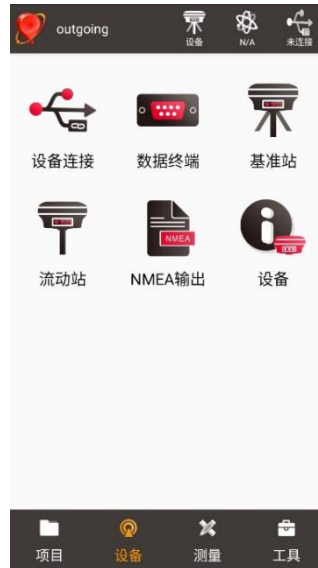 outgoing
设备
N/A
未连接
设备连接 数据终端 基准站
NMEA
流动站 NMEA输出 设备
项目 设备 测量 工具